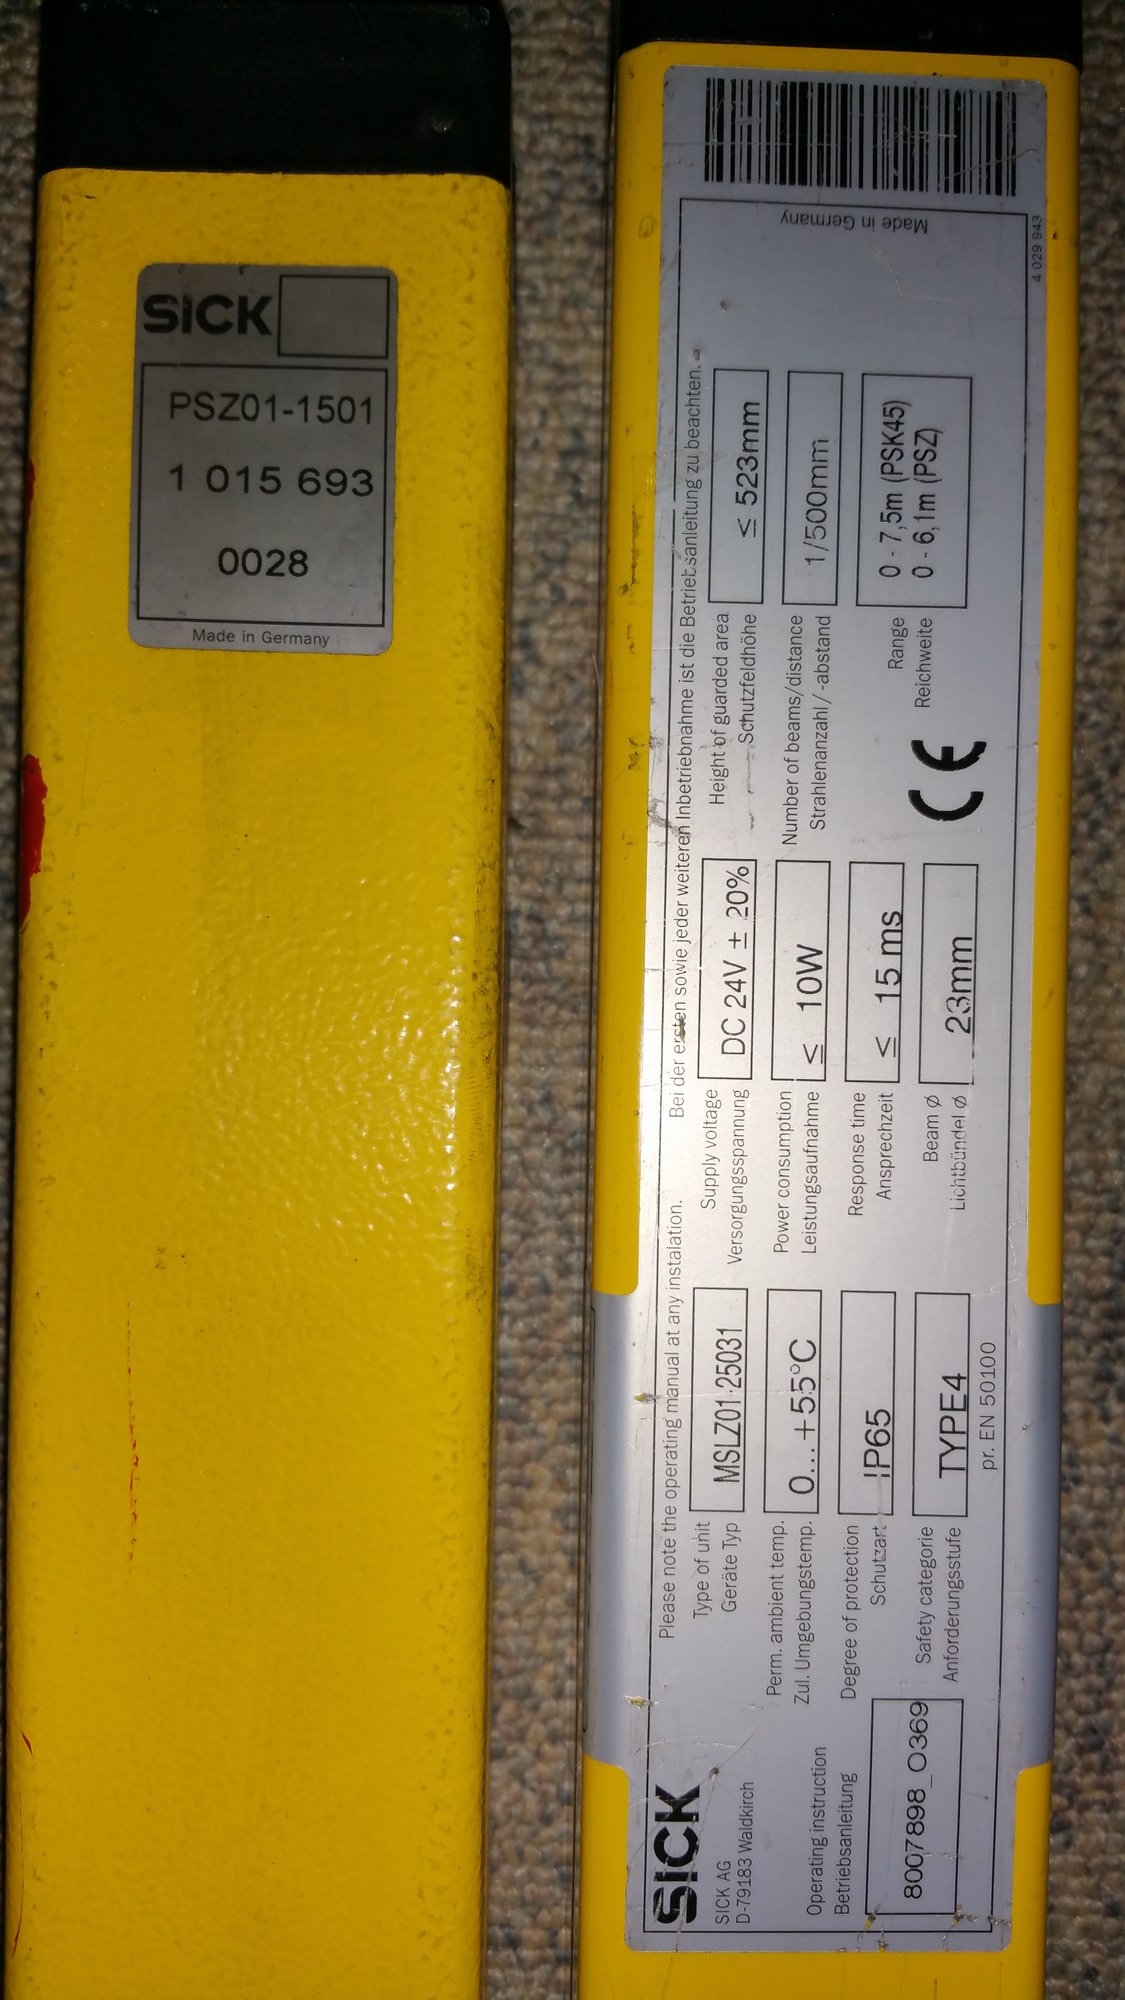 SICK
PSZ01-1501
1 015 693
0028
Made in Germany
Please note the operating manual at any instalation. Bei der ersten sowie jeder weiteren Inbetriebnahme ist die Betriebsanleitung zu beachten.
SICK
SICK AG
D-79183 Waldkirch
Operating instruction
Betriebsanleitung
8007898_O369
Type of unit
Geräte Typ
MSLZ01-25031
Perm. ambient temp.
Zul. Umgebungstemp.
0...+55°C
Degree of protection
Schutzart
IP65
Safety categorie
Anforderungsstufe
TYPE4
pr. EN 50100
Supply voltage
Versorgungsspannung
DC 24V ± 20%
Power consumption
Leistungsaufnahme
≤ 10W
Response time
Ansprechzeit
≤ 15 ms
Beam Ø
Lichtbündel Ø
23mm
Height of guarded area
Schutzfeldhöhe
≤ 523mm
Number of beams/distance
Strahlenanzahl/-abstand
1/500mm
Range
Reichweite
0 - 7,5m (PSK45)
0 - 6,1m (PSZ)
CE
Made in Germany
4 029 943